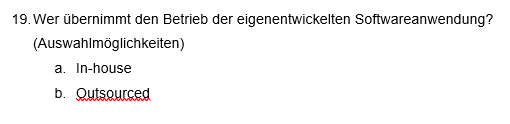 19. Wer übernimmt den Betrieb der eigenentwickelten Softwareanwendung?
(Auswahlmöglichkeiten)
a. In-house
b. Outsourced